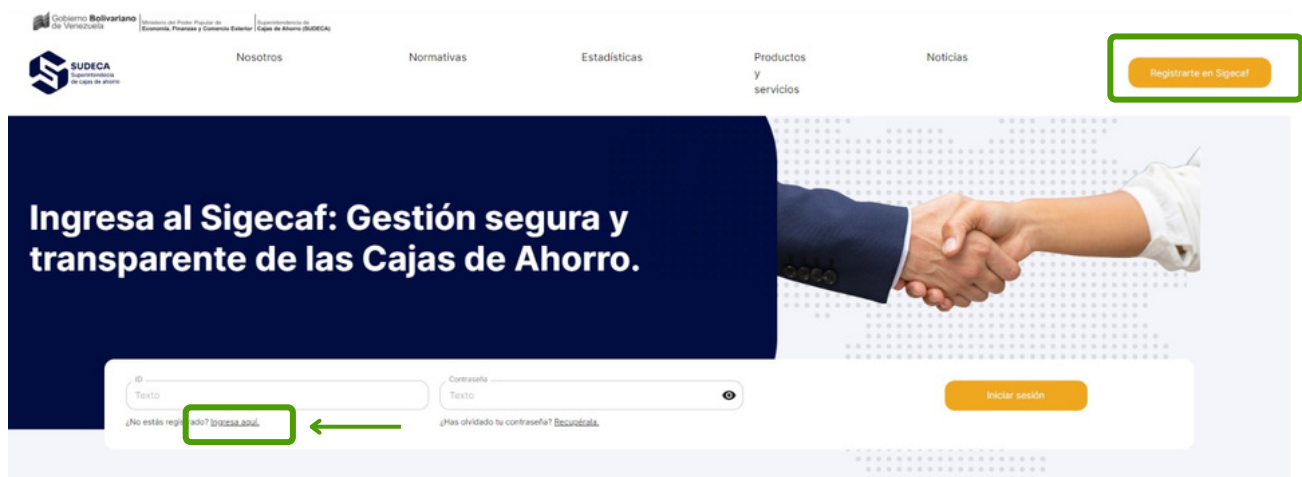 Gobierno Bolivariano
de Venezuela
Ministerio del Poder Popular de
Economía, Finanzas y Comercio Exterior
Superintendencia de
Cajas de Ahorro (SUDECA)
SUDECA
Superintendencia
de cajas de ahorro
Nosotros
Normativas
Estadísticas
Productos
y
servicios
Noticias
Registrarte en Sigecaf
Ingresa al Sigecaf: Gestión segura y
transparente de las Cajas de Ahorro.
ID
Texto
Contraseña
Texto
Iniciar sesión
¿No estás registrado? Ingresa aquí.
¿Has olvidado tu contraseña? Recupérala.